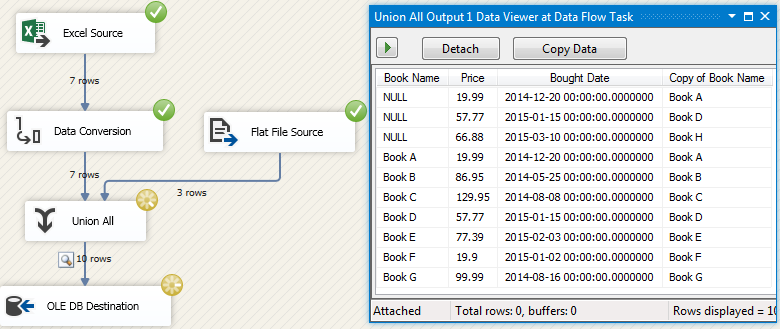 Excel Source
7 rows
Data Conversion
Flat File Source
7 rows
3 rows
Union All
10 rows
OLE DB Destination
Union All Output 1 Data Viewer at Data Flow Task
Detach Copy Data
Book Name Price Bought Date Copy of Book Name
NULL 19.99 2014-12-20 00:00:00.0000000 Book A
NULL 57.77 2015-01-15 00:00:00.0000000 Book D
NULL 66.88 2015-03-10 00:00:00.0000000 Book H
Book A 19.99 2014-12-20 00:00:00.0000000 Book A
Book B 86.95 2014-05-25 00:00:00.0000000 Book B
Book C 129.95 2014-08-08 00:00:00.0000000 Book C
Book D 57.77 2015-01-15 00:00:00.0000000 Book D
Book E 77.39 2015-02-03 00:00:00.0000000 Book E
Book F 19.9 2015-01-02 00:00:00.0000000 Book F
Book G 99.99 2014-08-16 00:00:00.0000000 Book G
Attached Total rows: 0, buffers: 0 Rows displayed = 10